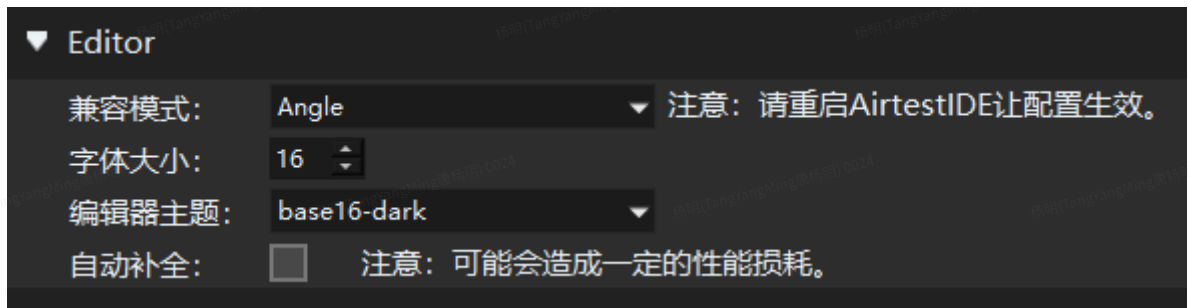 Editor
兼容模式： Angle 注意：请重启AirtestIDE让配置生效。
字体大小： 16
编辑器主题： base16-dark
自动补全： 注意：可能会造成一定的性能损耗。